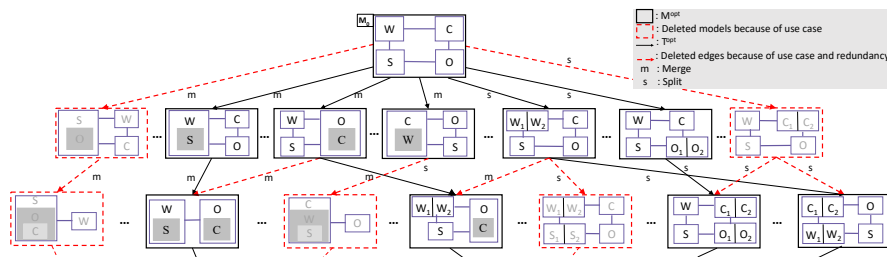 M0 W C
S O
: M^opt
: Deleted models because of use case
: T^opt
: Deleted edges because of use case and redundancy
m : Merge
s : Split
m m m m s s s s
S W O C ... W C S O ... W O S C ... C O W S ... W1 W2 C S O ... W C S O1 O2 ... W C1 C2 S O
m m m m s m s s s s s
S O C W ... W O S C ... C W S O ... W1 W2 O S C ... W1 W2 C S1 S2 O ... W C1 C2 S O1 O2 ... C1 C2 O W1 W2 S